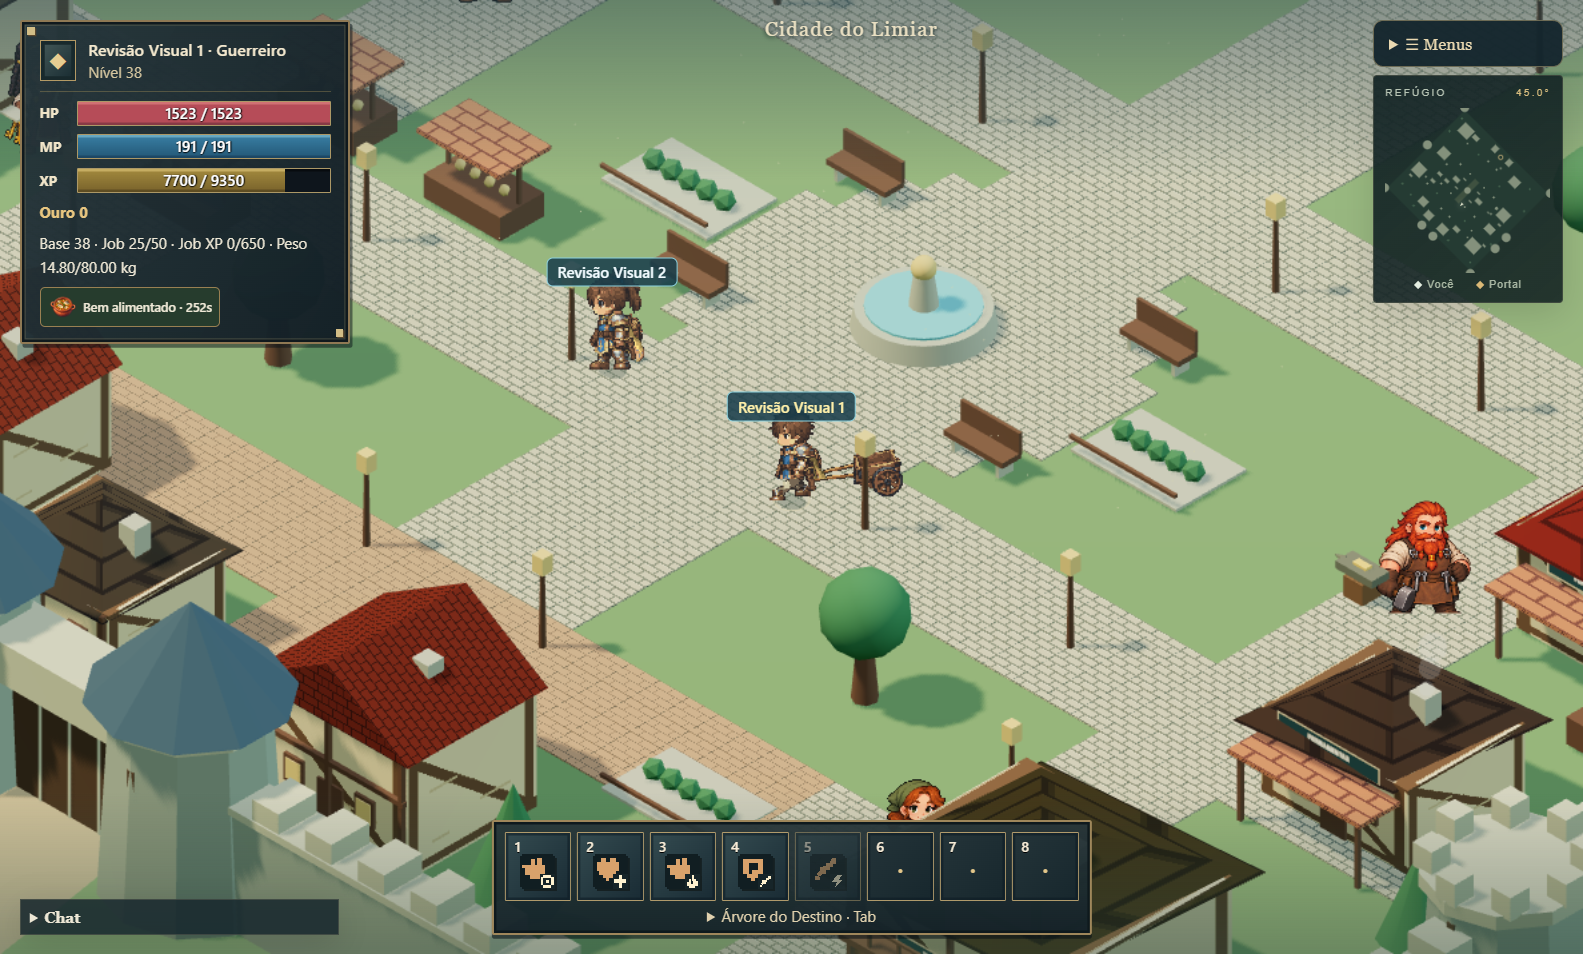 Cidade do Limiar
Revisão Visual 1 · Guerreiro
Nível 38
HP 1523 / 1523
MP 191 / 191
XP 7700 / 9350
Ouro 0
Base 38 · Job 25/50 · Job XP 0/650 · Peso
14.80/80.00 kg
Bem alimentado · 252s
▶ ☰ Menus
REFÚGIO 45.0°
Você Portal
Revisão Visual 2
Revisão Visual 1
1 2 3 4 5 6 7 8
▶ Árvore do Destino · Tab
▶ Chat